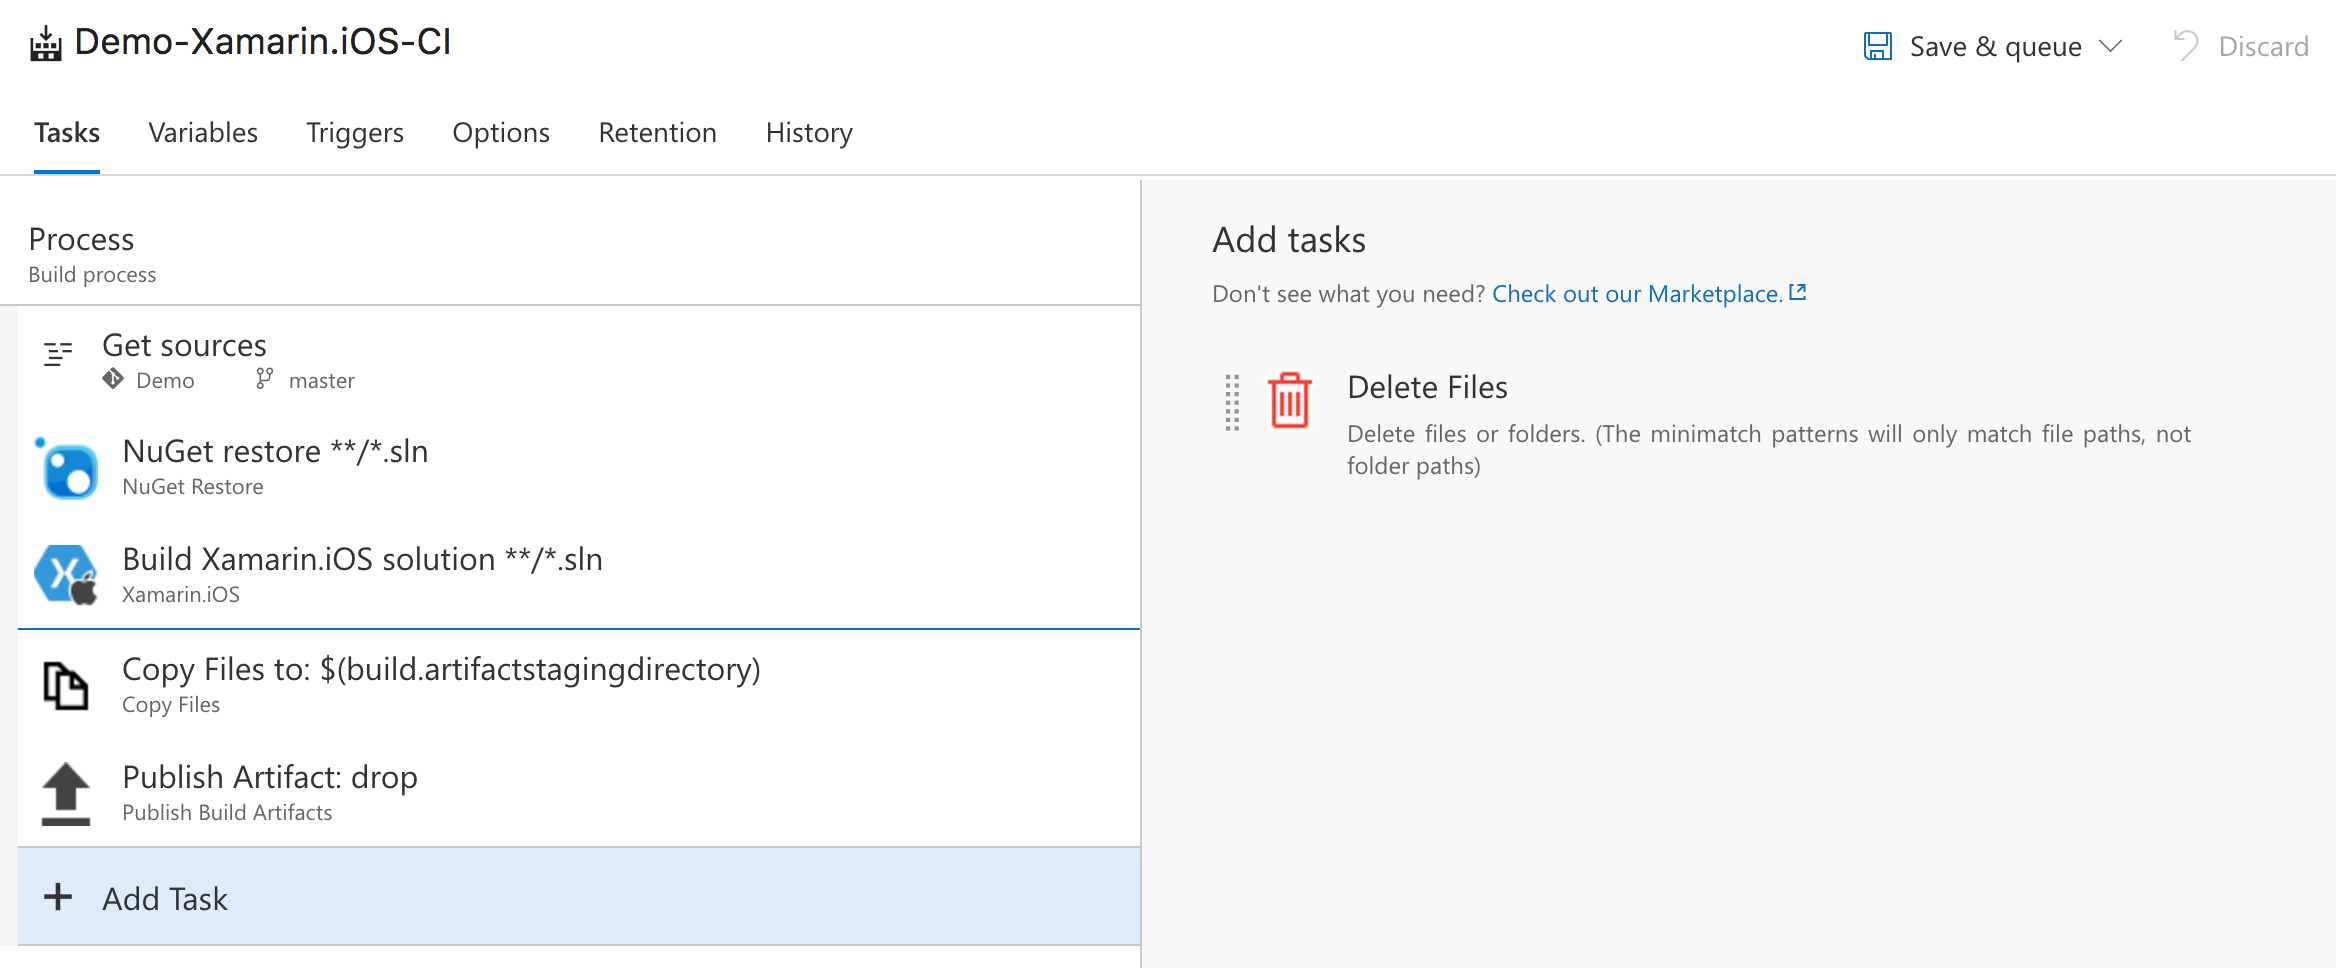 Demo-Xamarin.iOS-CI
Save & queue
Discard
Tasks Variables Triggers Options Retention History
Process
Build process
Get sources
Demo master
NuGet restore **/*.sln
NuGet Restore
Build Xamarin.iOS solution **/*.sln
Xamarin.iOS
Copy Files to: $(build.artifactstagingdirectory)
Copy Files
Publish Artifact: drop
Publish Build Artifacts
Add Task
Add tasks
Don't see what you need? Check out our Marketplace.
Delete Files
Delete files or folders. (The minimatch patterns will only match file paths, not
folder paths)